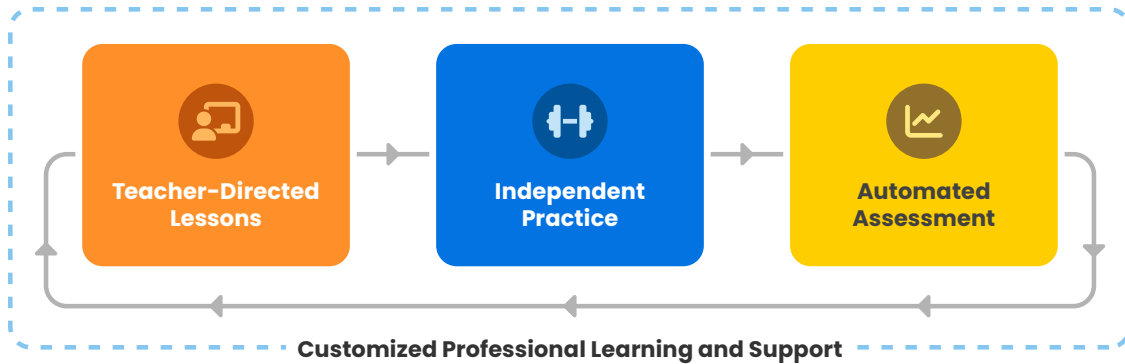 Teacher-Directed
Lessons
Independent
Practice
Automated
Assessment
Customized Professional Learning and Support